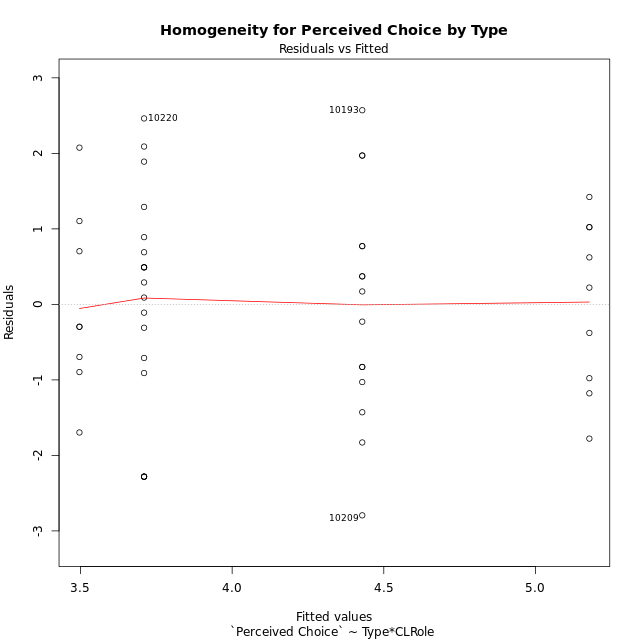 Homogeneity for Perceived Choice by Type
Residuals vs Fitted
3
2
1
0
-1
-2
-3
Residuals
10220
10193
10209
3.5
4.0
4.5
5.0
Fitted values
`Perceived Choice` ~ Type*CLRole